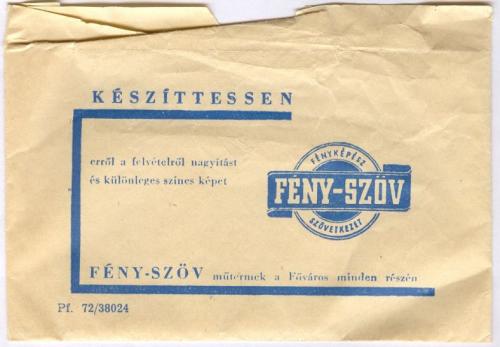 KÉSZÍTTESSEN
erről a felvételről nagyítást
és különleges színes képet
FÉNYKÉPÉSZ
FÉNY-SZÖV
SZÖVETKEZET
FÉNY-SZÖV műtermek a Főváros minden részén
Pf. 72/38024